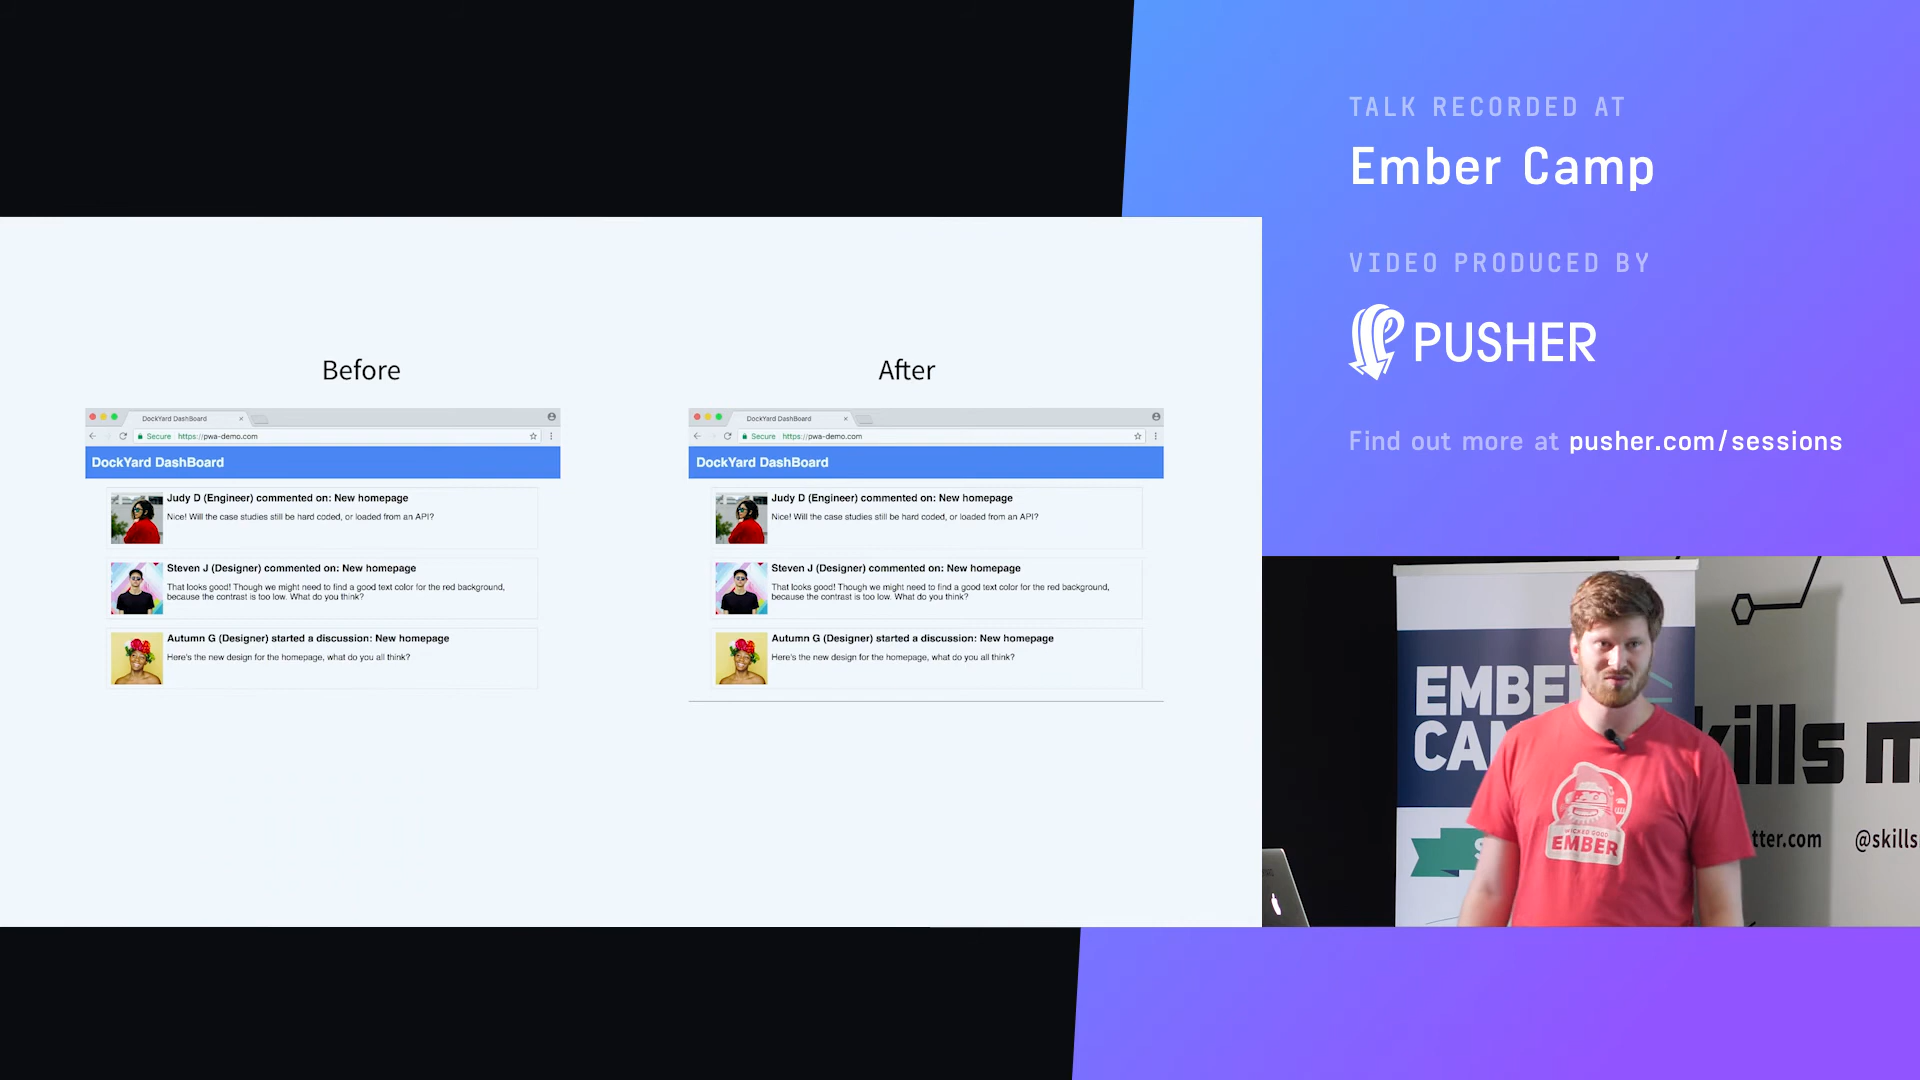 TALK RECORDED AT
Ember Camp
VIDEO PRODUCED BY
PUSHER
Find out more at pusher.com/sessions
Before
DockYard DashBoard
Secure https://pwa-demo.com
DockYard DashBoard
Judy D (Engineer) commented on: New homepage
Nice! Will the case studies still be hard coded, or loaded from an API?
Steven J (Designer) commented on: New homepage
That looks good! Though we might need to find a good text color for the red background,
because the contrast is too low. What do you think?
Autumn G (Designer) started a discussion: New homepage
Here's the new design for the homepage, what do you all think?
After
DockYard DashBoard
Secure https://pwa-demo.com
DockYard DashBoard
Judy D (Engineer) commented on: New homepage
Nice! Will the case studies still be hard coded, or loaded from an API?
Steven J (Designer) commented on: New homepage
That looks good! Though we might need to find a good text color for the red background,
because the contrast is too low. What do you think?
Autumn G (Designer) started a discussion: New homepage
Here's the new design for the homepage, what do you all think?
EMBE
CA
S
kills m
tter.com @skills
WICKED GOOD
EMBER